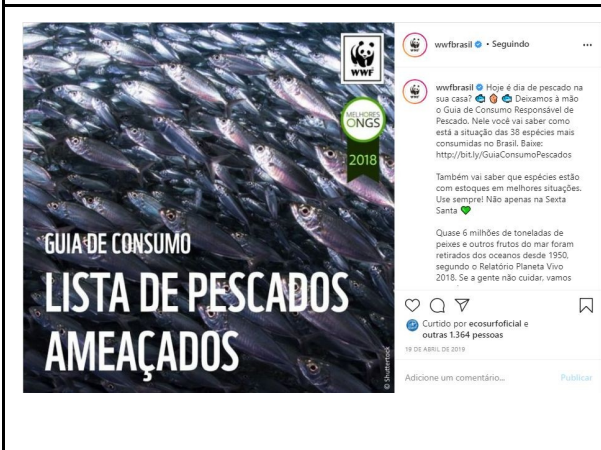 WWF
MELHORES
ONGS
2018
GUIA DE CONSUMO
LISTA DE PESCADOS
AMEAÇADOS
© Shutterstock
wwfbrasil • Seguindo
wwfbrasil Hoje é dia de pescado na
sua casa? 🐟 🦐 🐟 Deixamos à mão
o Guia de Consumo Responsável de
Pescado. Nele você vai saber como
está a situação das 38 espécies mais
consumidas no Brasil. Baixe:
http://bit.ly/GuiaConsumoPescados
Também vai saber que espécies estão
com estoques em melhores situações.
Use sempre! Não apenas na Sexta
Santa 💚
Quase 6 milhões de toneladas de
peixes e outros frutos do mar foram
retirados dos oceanos desde 1950,
segundo o Relatório Planeta Vivo
2018. Se a gente não cuidar, vamos
Curtido por ecosurfoficial e
outras 1.364 pessoas
19 DE ABRIL DE 2019
Adicione um comentário... Publicar